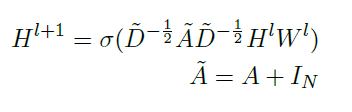 H^{l+1} = σ(D̃^{-1/2} Ã D̃^{-1/2} H^l W^l)
Ã = A + I_N